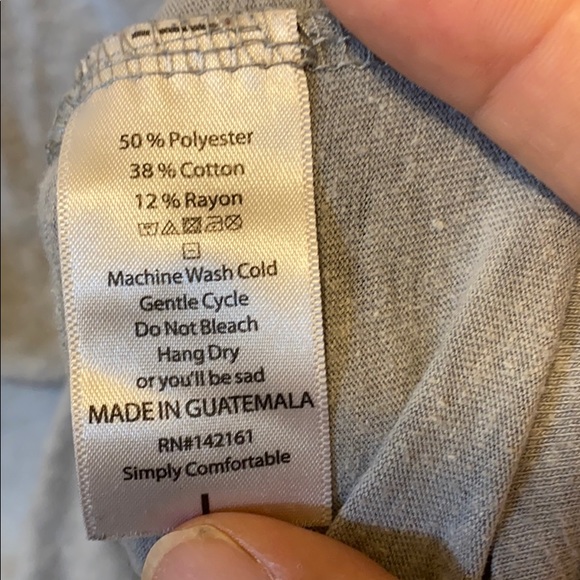 50 % Polyester
38 % Cotton
12 % Rayon
Machine Wash Cold
Gentle Cycle
Do Not Bleach
Hang Dry
or you'll be sad
MADE IN GUATEMALA
RN#142161
Simply Comfortable